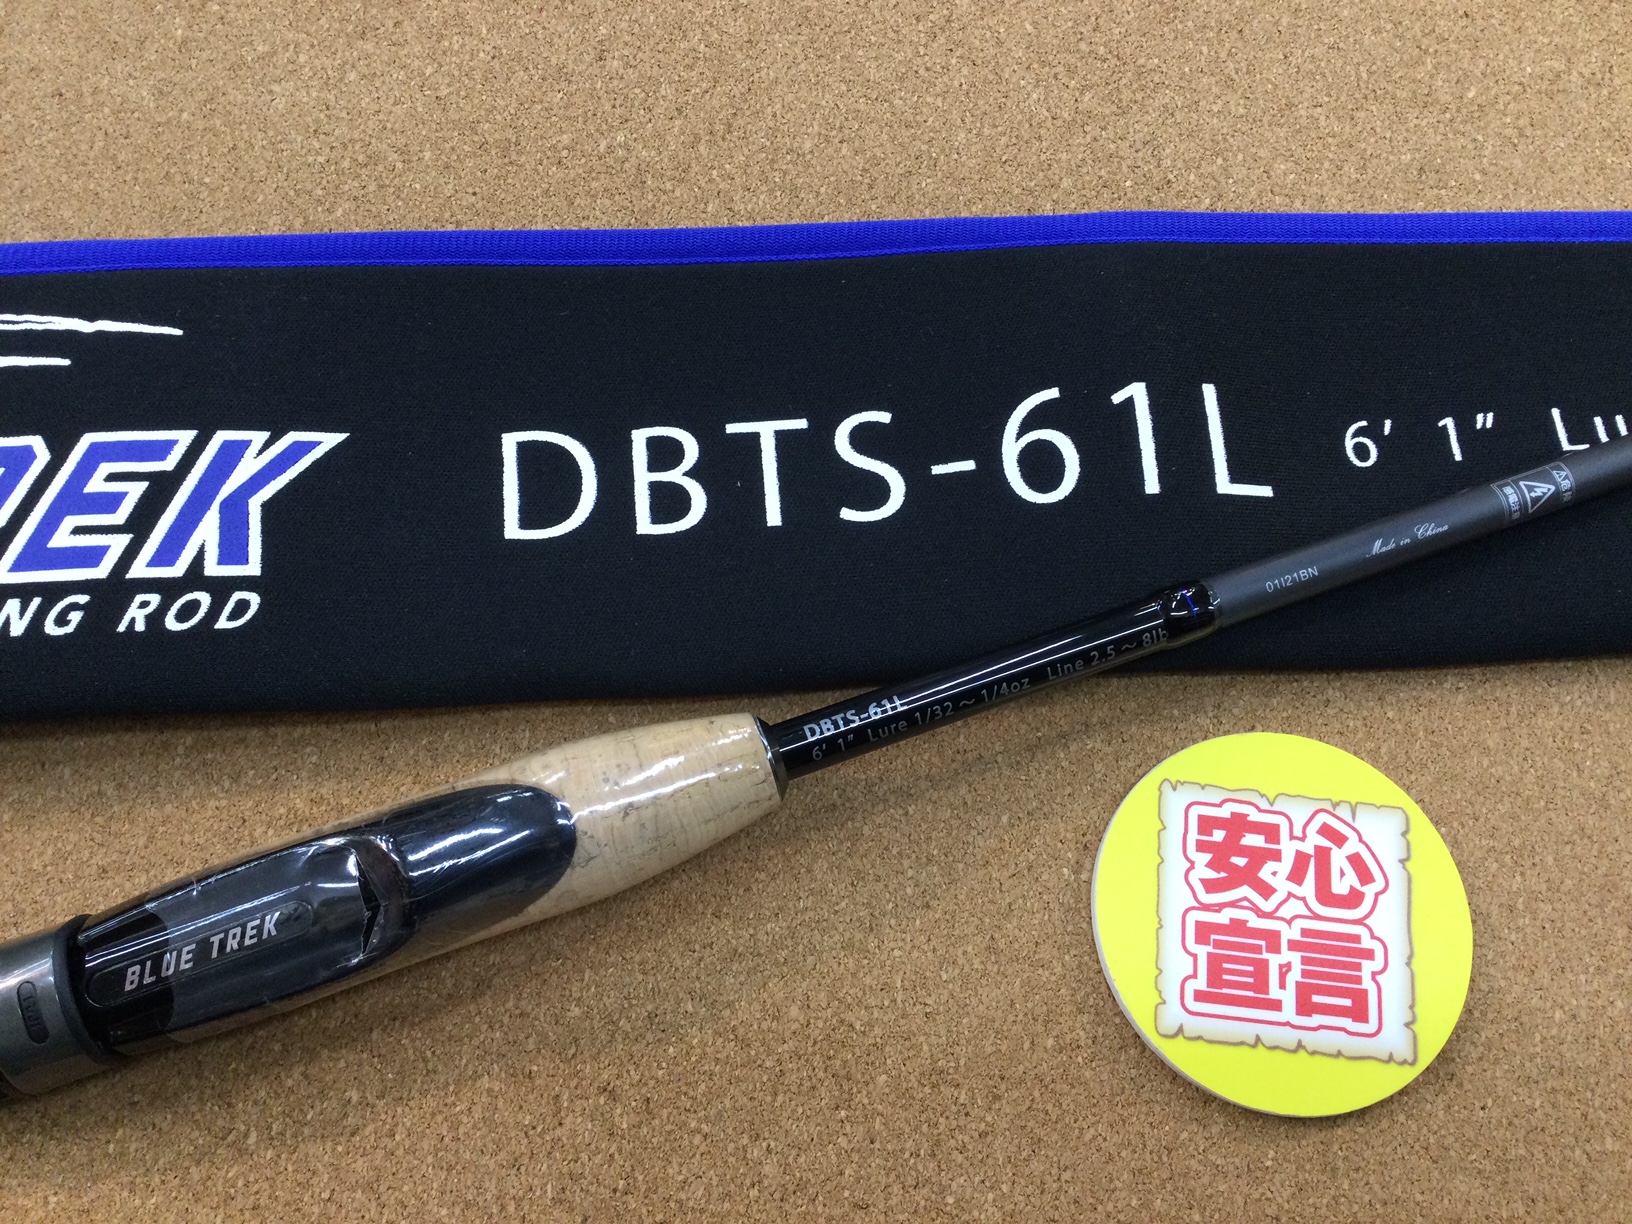 REK
NG ROD
DBTS-61L 6' 1" Lu
Made in China
01I21BN
DBTS-61L
6' 1" Lure 1/32～1/4oz Line 2.5～8lb
BLUE TREK
安心
宣言